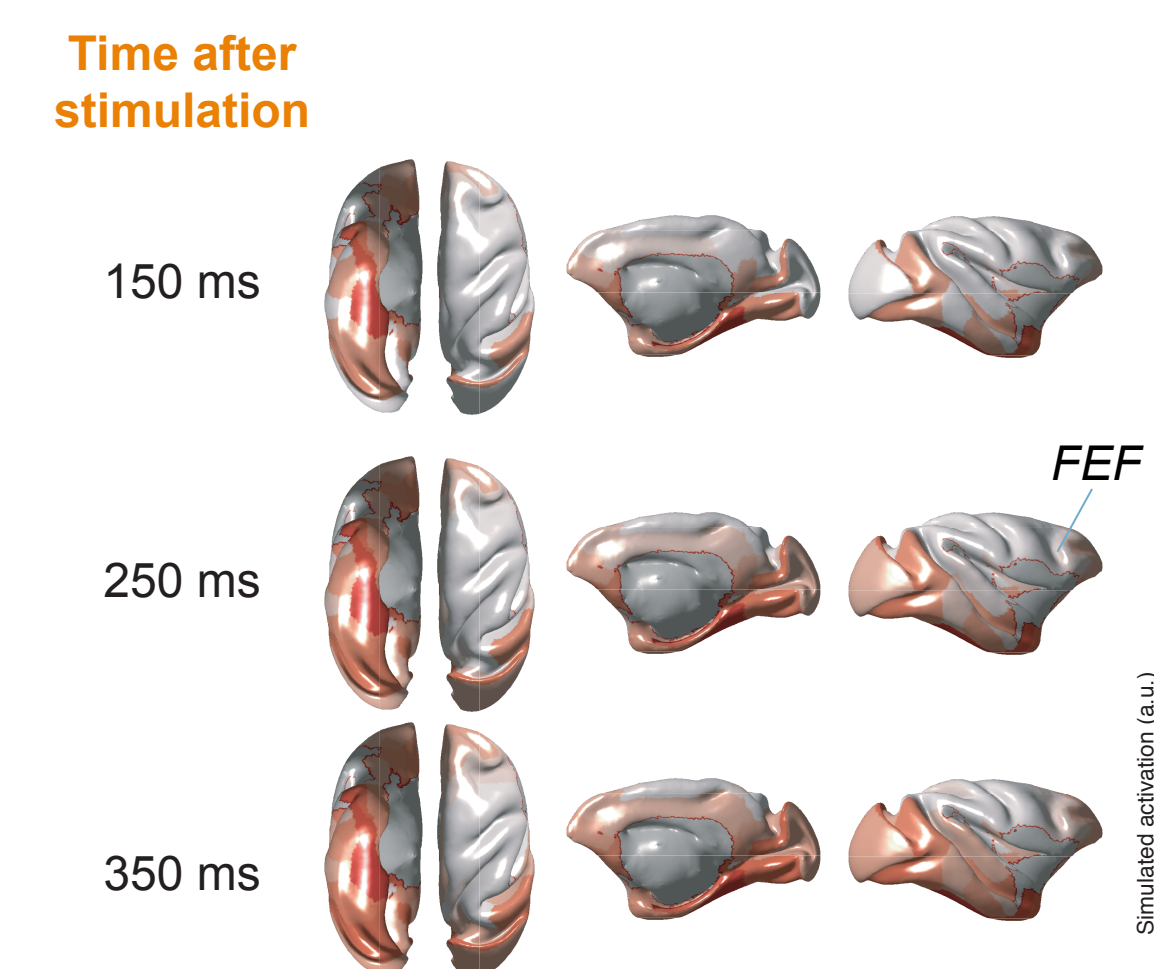 Time after
stimulation
150 ms
FEF
250 ms
350 ms
Simulated activation (a.u.)